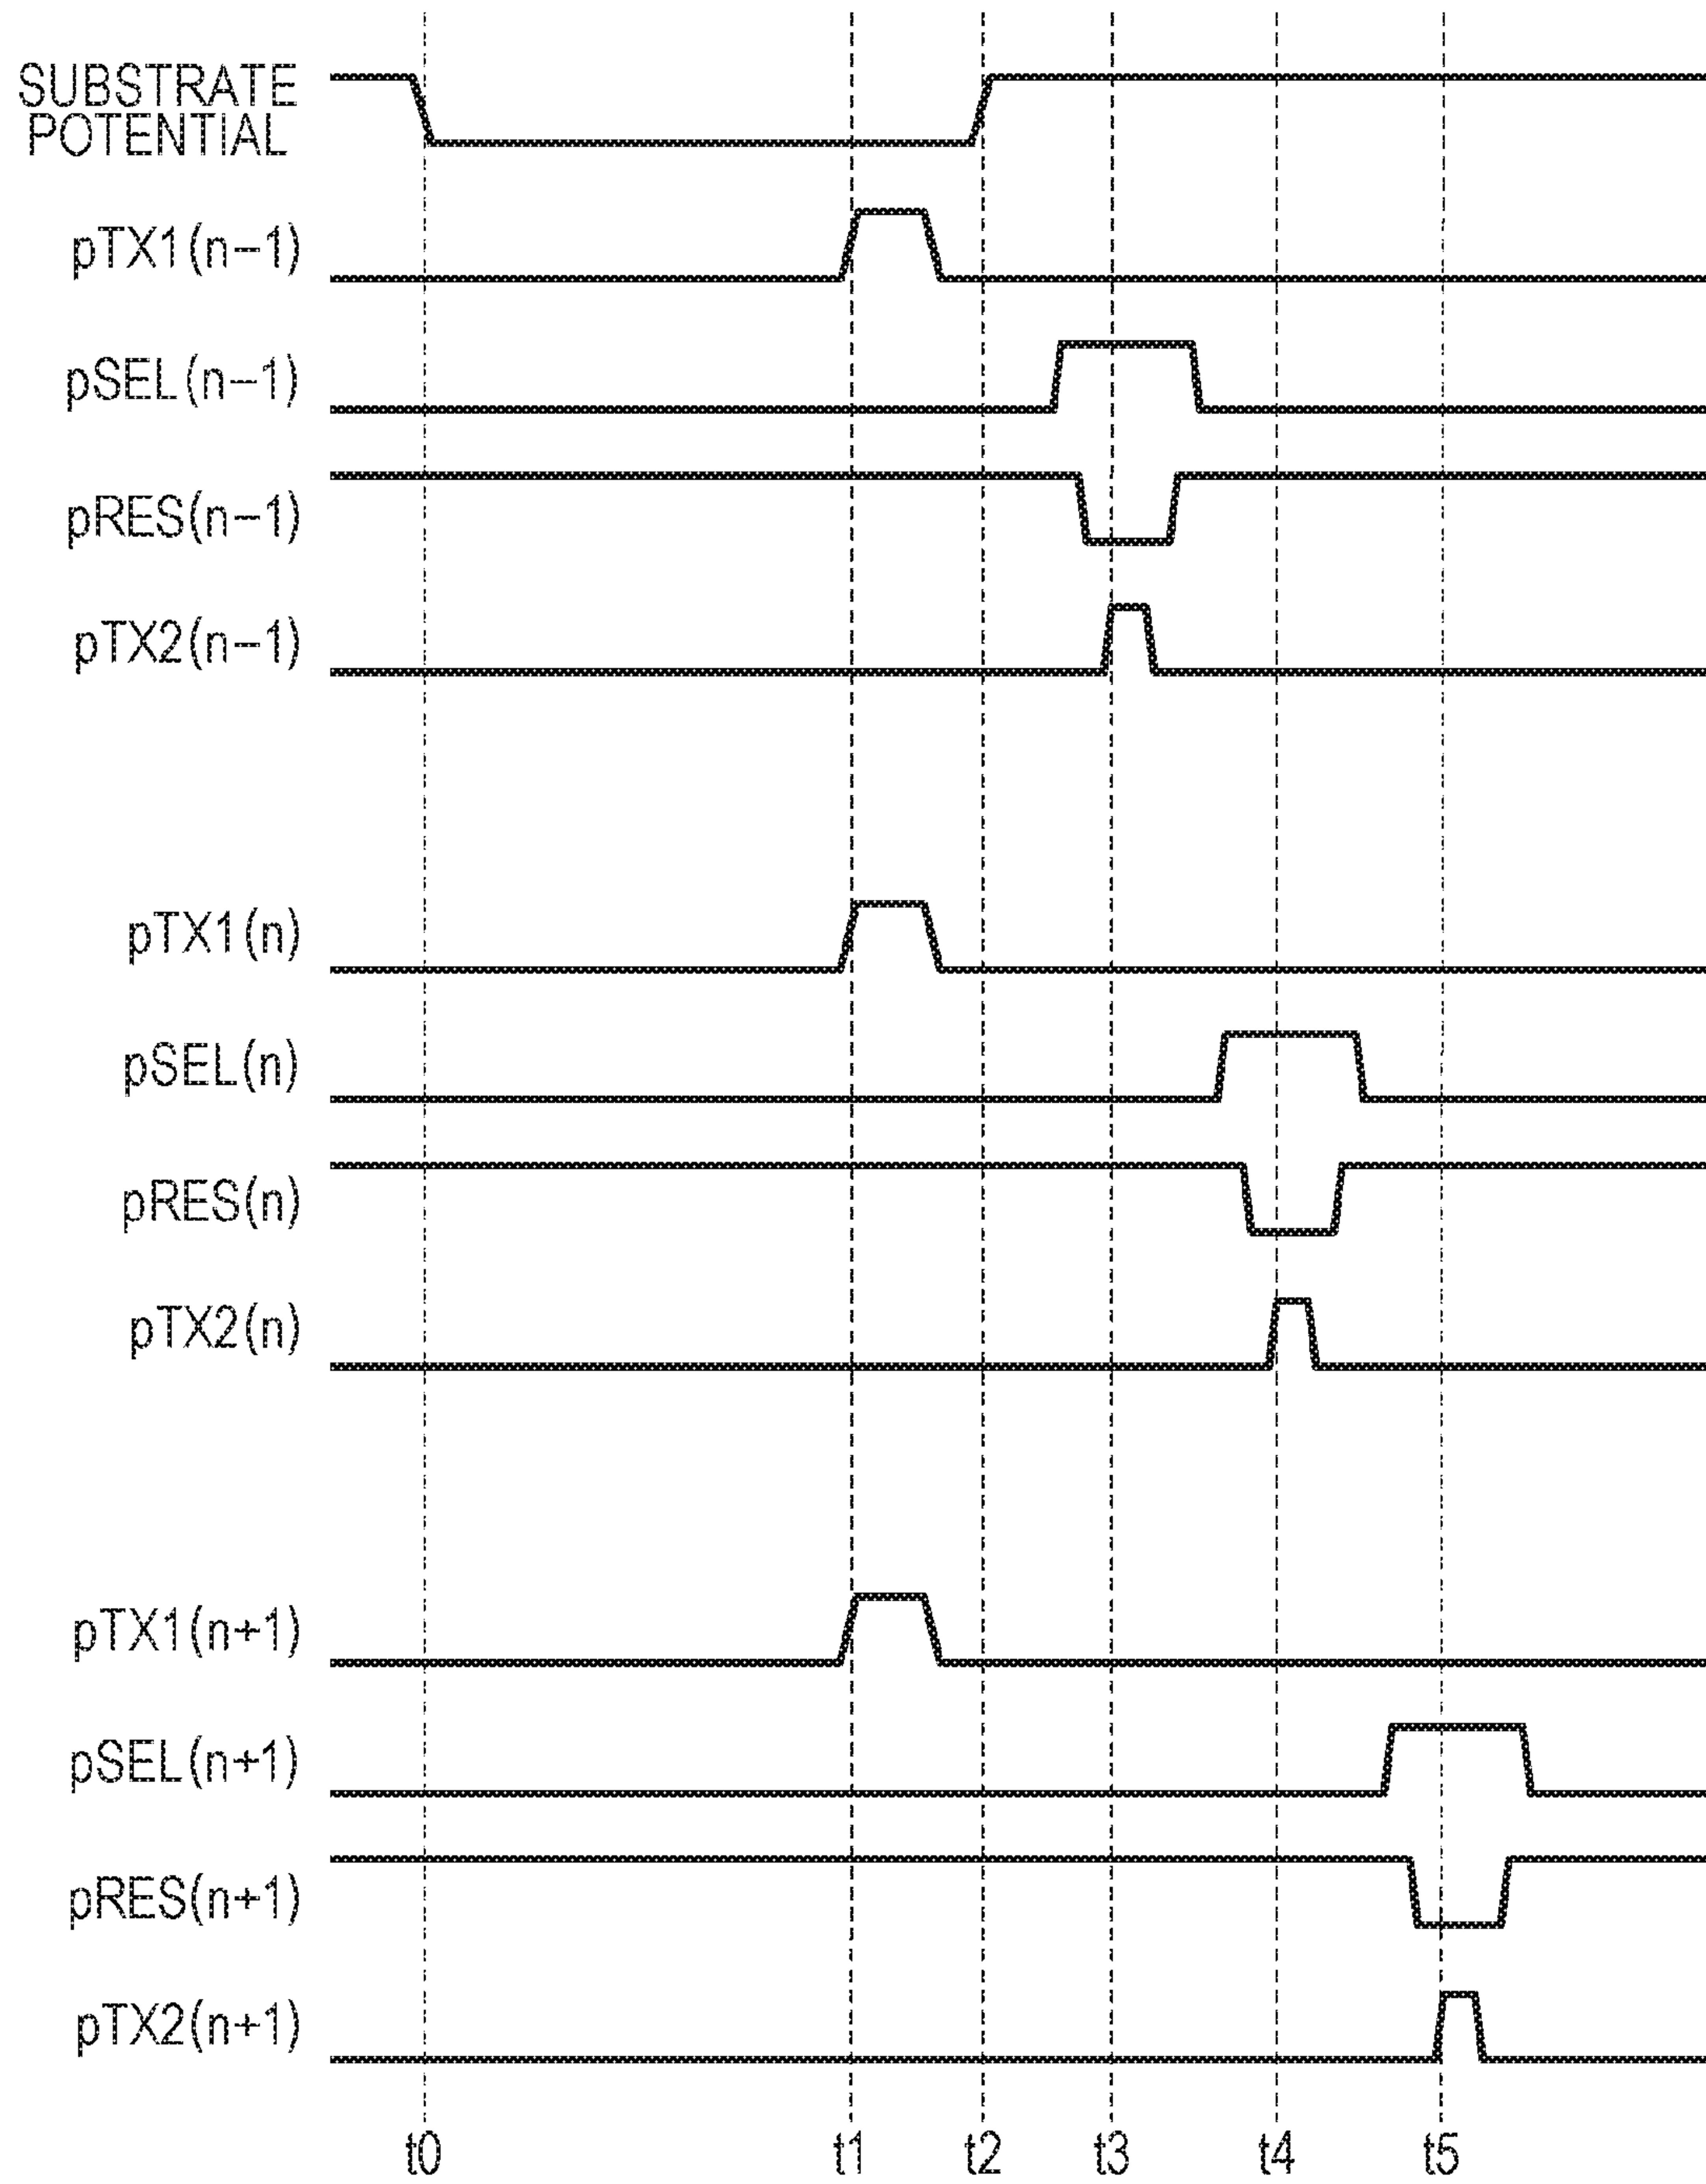 SUBSTRATE
POTENTIAL
pTX1(n−1)
pSEL(n−1)
pRES(n−1)
pTX2(n−1)
pTX1(n)
pSEL(n)
pRES(n)
pTX2(n)
pTX1(n+1)
pSEL(n+1)
pRES(n+1)
pTX2(n+1)
t0 t1 t2 t3 t4 t5